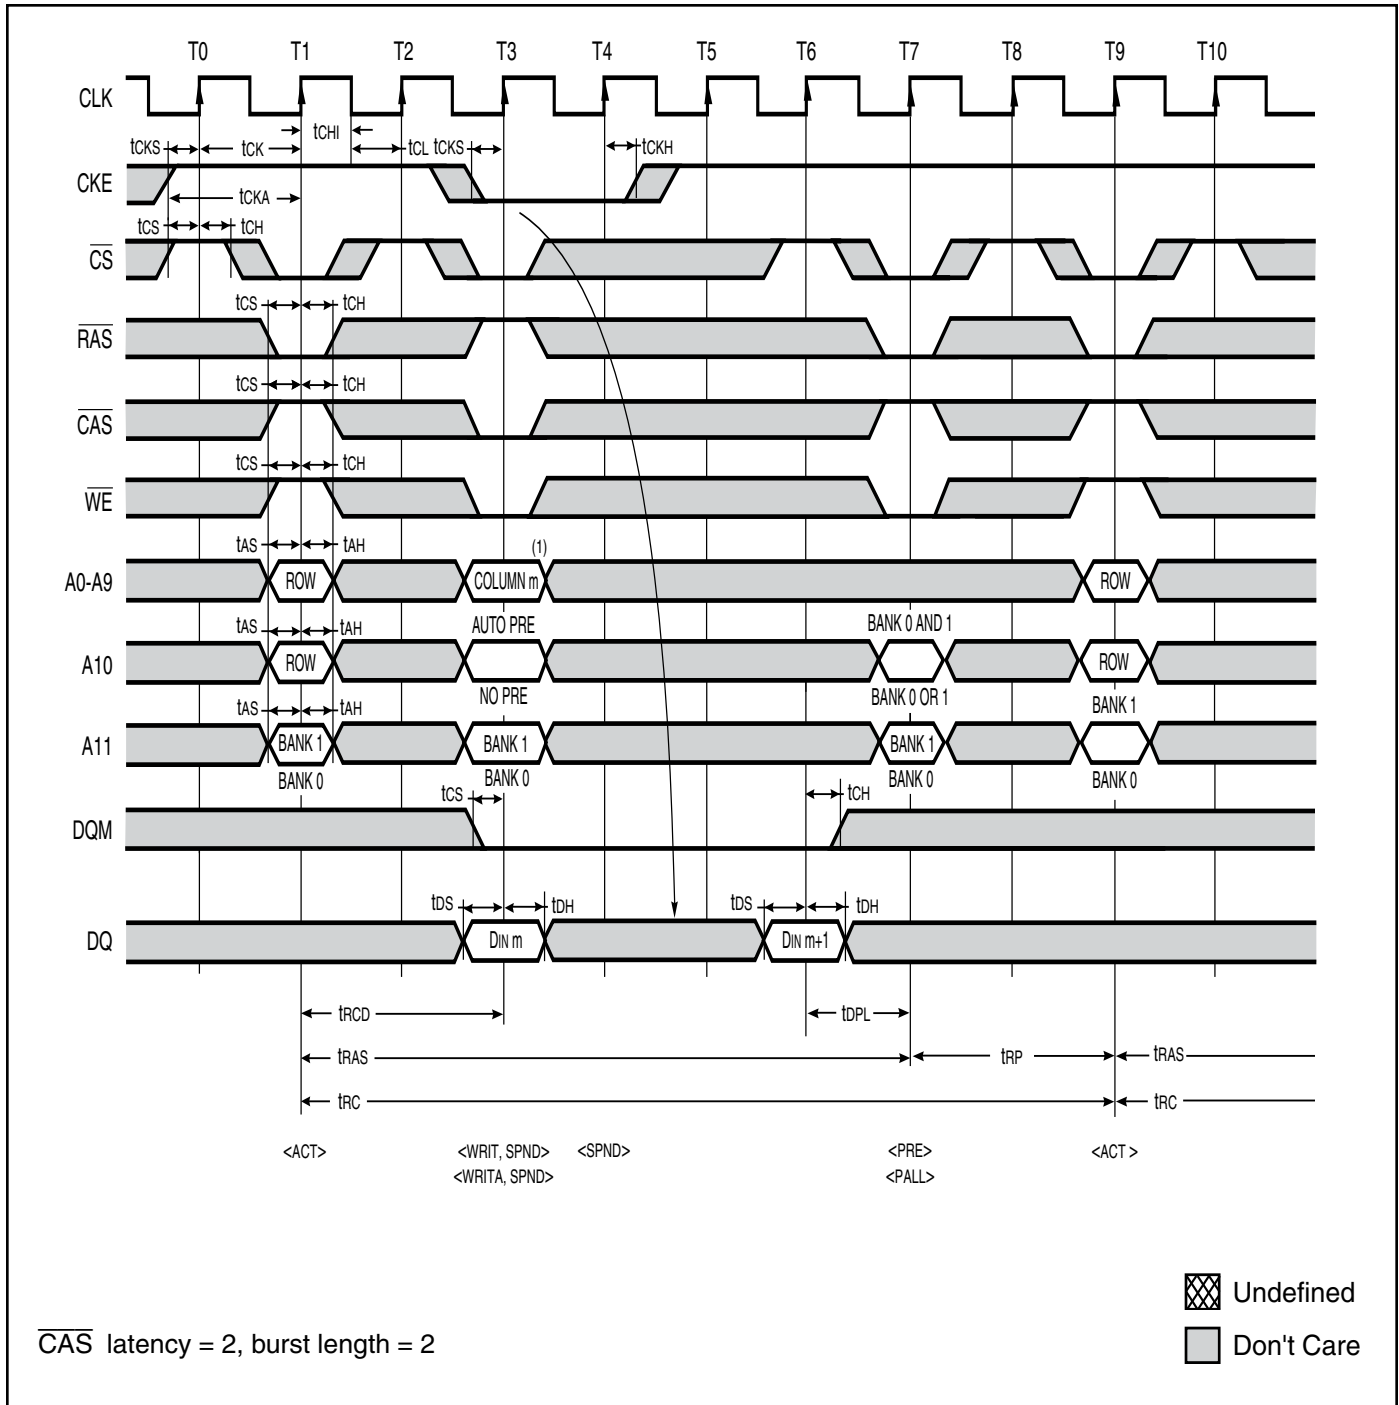 T0 T1 T2 T3 T4 T5 T6 T7 T8 T9 T10
CLK
tCHI
tCKS tCK tCL tCKS tCKH
CKE
tCKA
tCS tCH
CS
tCS tCH
RAS
tCS tCH
CAS
tCS tCH
WE
tAS tAH (1)
A0-A9 ROW COLUMN m ROW
tAS tAH AUTO PRE BANK 0 AND 1
A10 ROW ROW
NO PRE BANK 0 OR 1 BANK 1
tAS tAH
A11 BANK 1 BANK 1 BANK 1
BANK 0 BANK 0 BANK 0 BANK 0
tCS tCH
DQM
tDS tDH tDS tDH
DQ DIN m DIN m+1
tRCD tDPL
tRAS tRP tRAS
tRC tRC
<ACT> <WRIT, SPND> <SPND> <PRE> <ACT >
<WRITA, SPND> <PALL>
Undefined
CAS latency = 2, burst length = 2 Don't Care